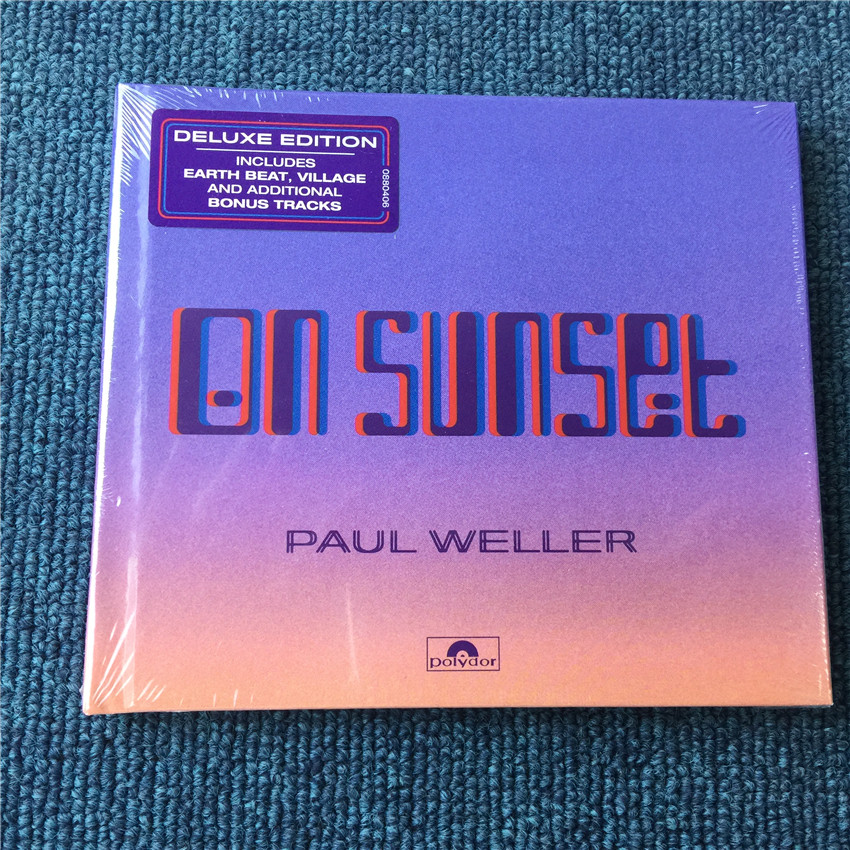 DELUXE EDITION
INCLUDES
EARTH BEAT, VILLAGE
AND ADDITIONAL
BONUS TRACKS
0880406
On Sunset
PAUL WELLER
polydor